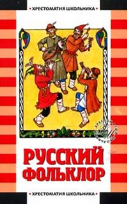 ХРЕСТОМАТИЯ ШКОЛЬНИКА
РУССКИЙ
ФОЛЬКЛОР
ХРЕСТОМАТИЯ ШКОЛЬНИКА